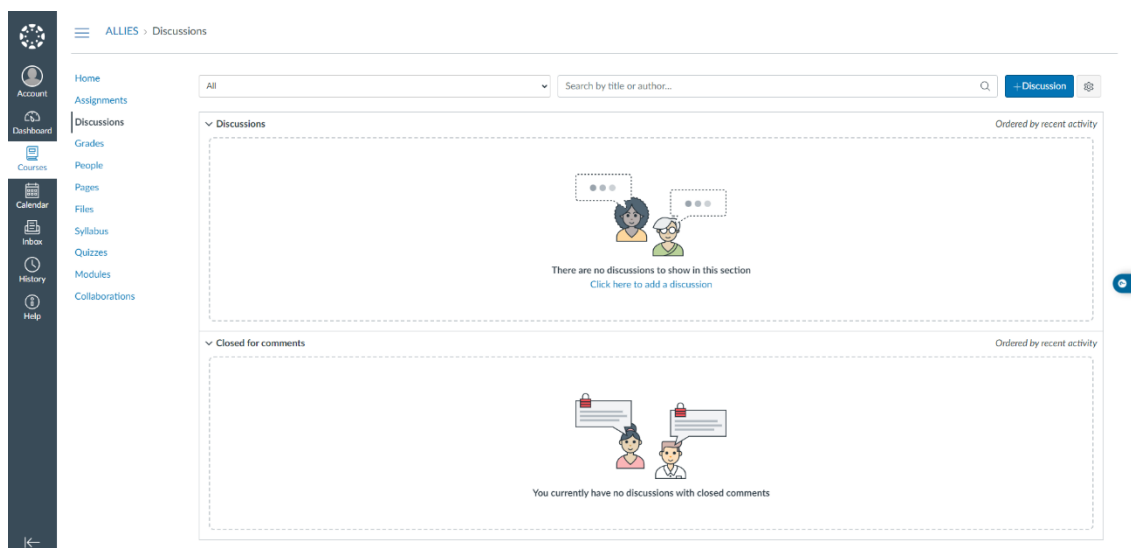 ALLIES > Discussions
Account
Dashboard
Courses
Calendar
Inbox
History
Help
Home
Assignments
Discussions
Grades
People
Pages
Files
Syllabus
Quizzes
Modules
Collaborations
All
Search by title or author...
+Discussion
Discussions
Ordered by recent activity
There are no discussions to show in this section
Click here to add a discussion
Closed for comments
Ordered by recent activity
You currently have no discussions with closed comments